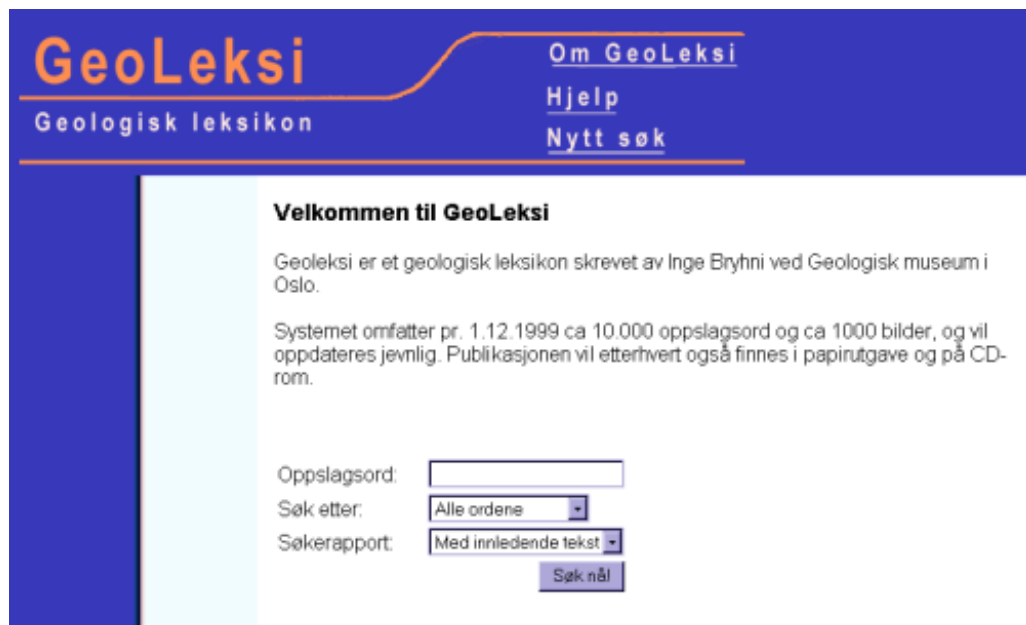 GeoLeksi
Geologisk leksikon
Om GeoLeksi
Hjelp
Nytt søk
Velkommen til GeoLeksi
Geoleksi er et geologisk leksikon skrevet av Inge Bryhni ved Geologisk museum i
Oslo.
Systemet omfatter pr. 1.12.1999 ca 10.000 oppslagsord og ca 1000 bilder, og vil
oppdateres jevnlig. Publikasjonen vil etterhvert også finnes i papirutgave og på CD-
rom.
Oppslagsord:
Søk etter: Alle ordene
Søkerapport: Med innledende tekst
Søk nå!